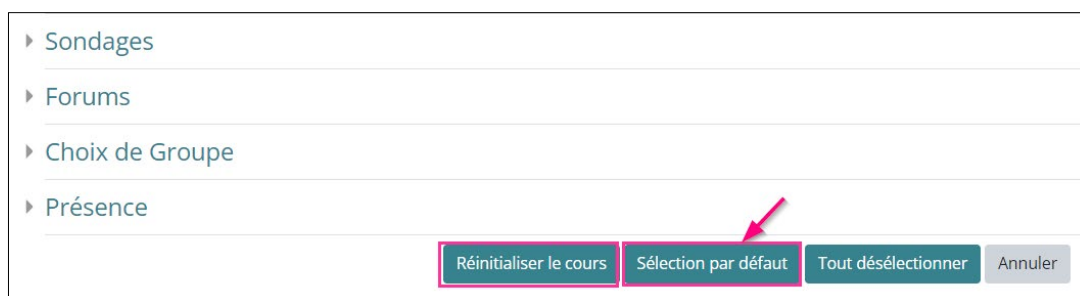 Sondages
Forums
Choix de Groupe
Présence
Réinitialiser le cours Sélection par défaut Tout désélectionner Annuler